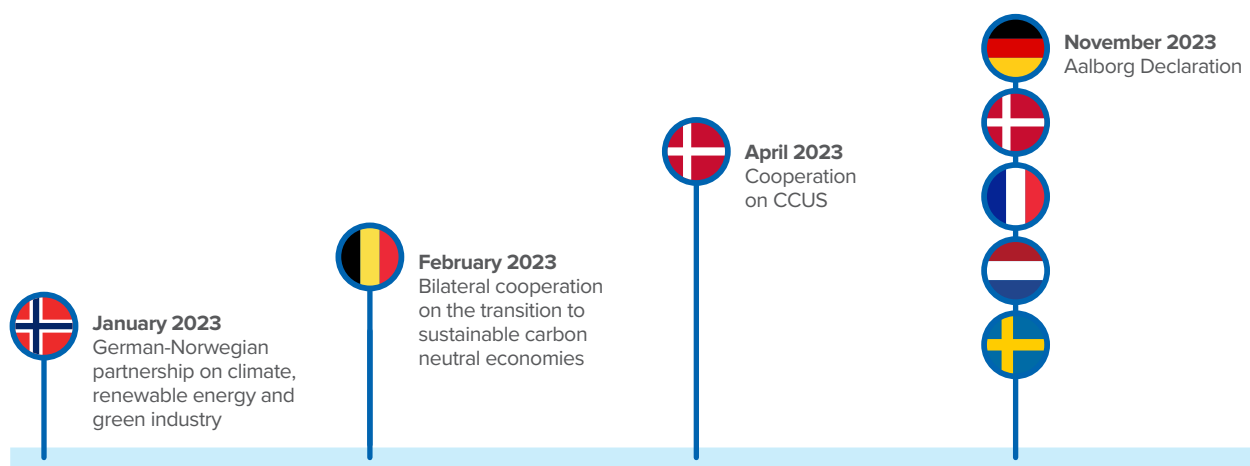 January 2023
German-Norwegian
partnership on climate,
renewable energy and
green industry
February 2023
Bilateral cooperation
on the transition to
sustainable carbon
neutral economies
April 2023
Cooperation
on CCUS
November 2023
Aalborg Declaration